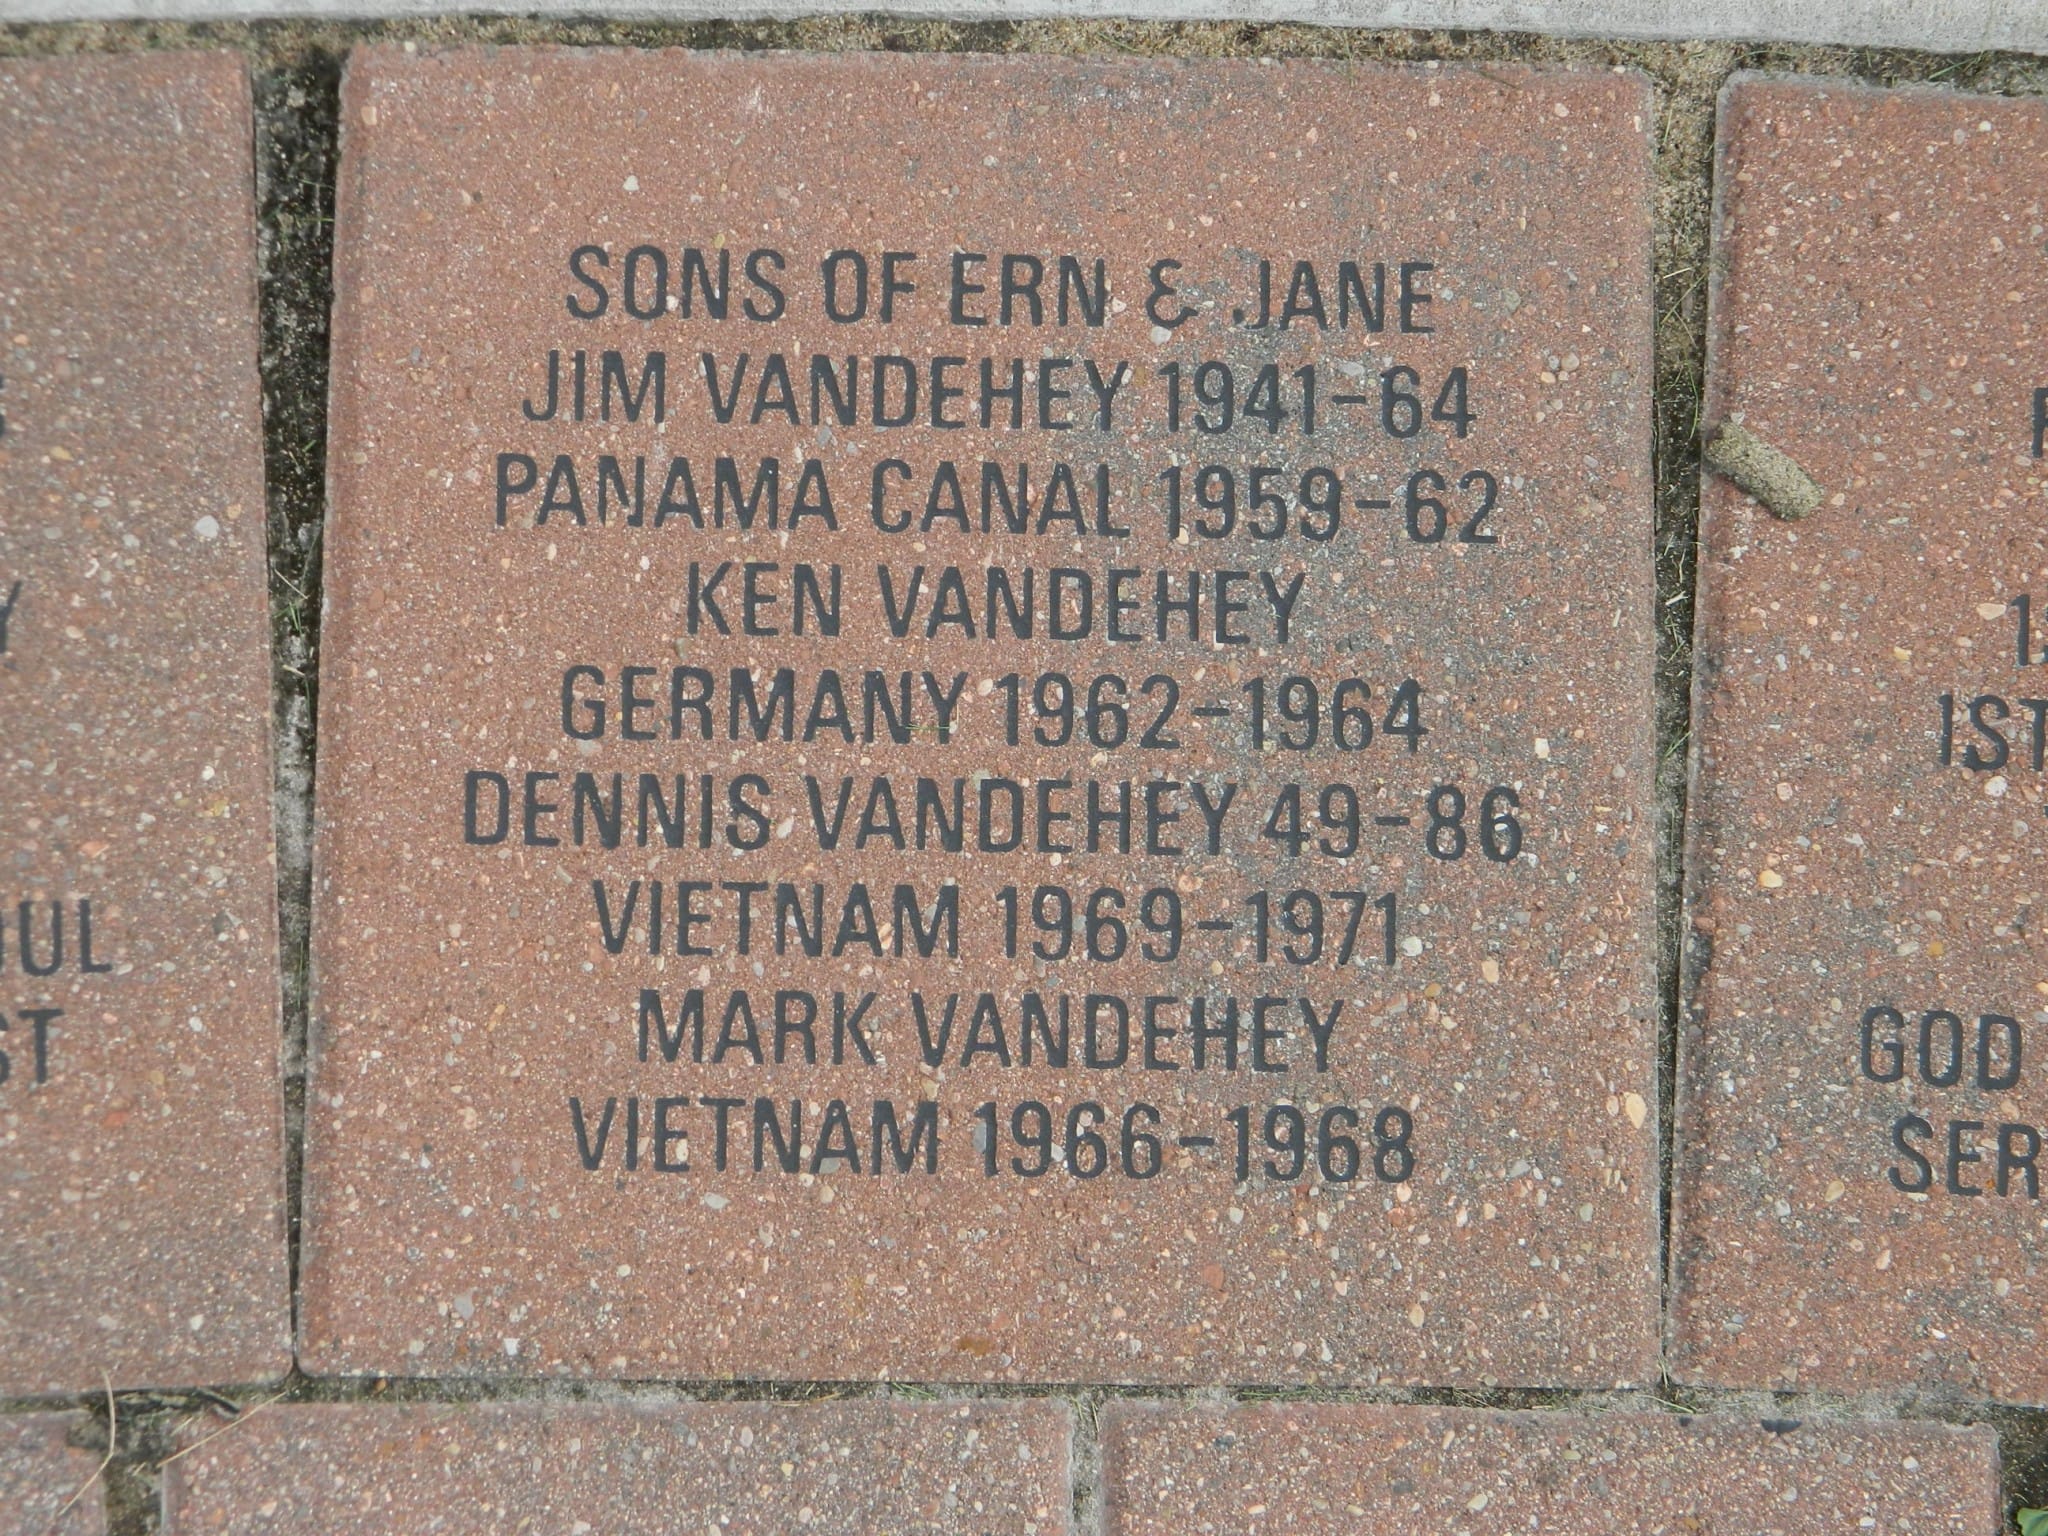 SONS OF ERN & JANE
JIM VANDEHEY 1941-64
PANAMA CANAL 1959-62
KEN VANDEHEY
GERMANY 1962-1964
DENNIS VANDEHEY 49-86
VIETNAM 1969-1971
MARK VANDEHEY
VIETNAM 1966-1968
GOD